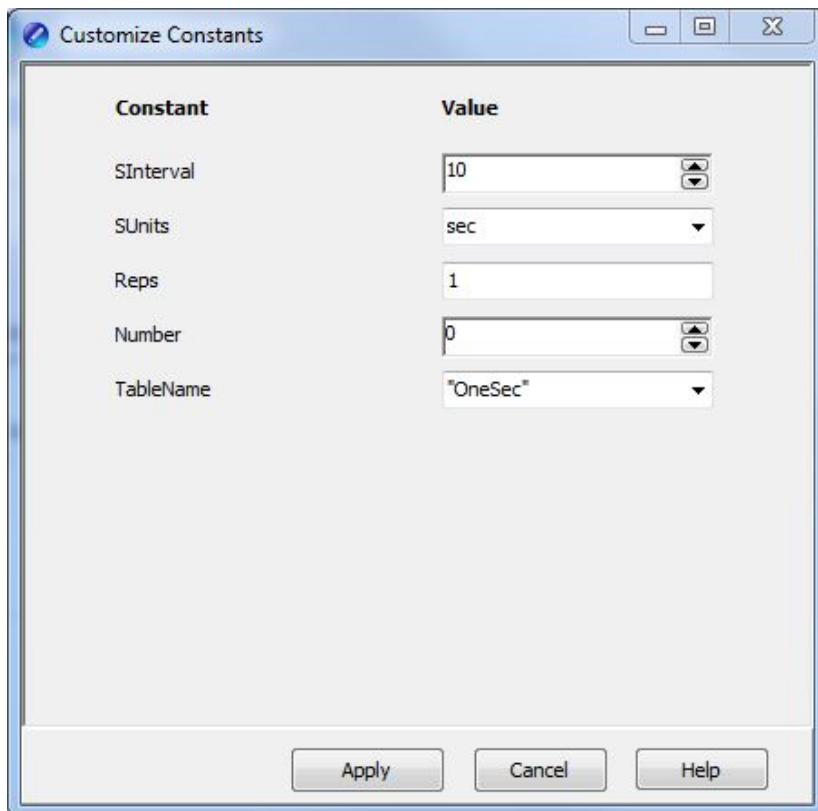 Customize Constants
Constant Value
SInterval 10
SUnits sec
Reps 1
Number 0
TableName "OneSec"
Apply Cancel Help